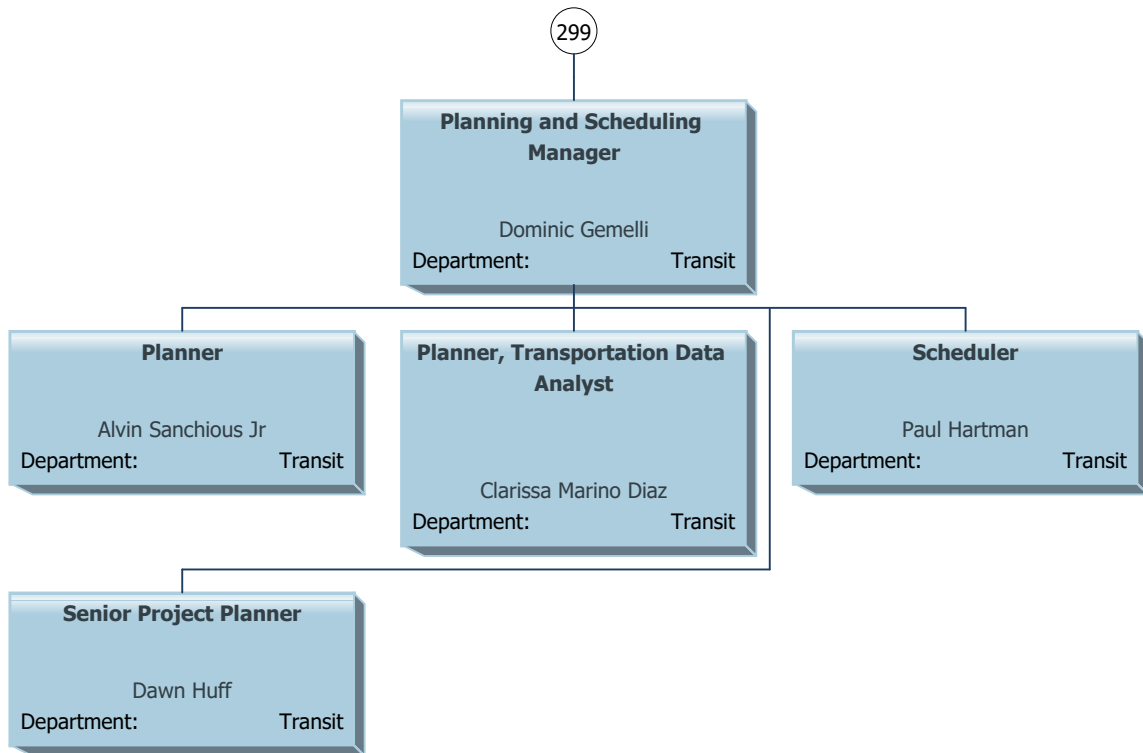 299
Planning and Scheduling
Manager
Dominic Gemelli
Department: Transit
Planner
Alvin Sanchious Jr
Department: Transit
Planner, Transportation Data
Analyst
Clarissa Marino Diaz
Department: Transit
Scheduler
Paul Hartman
Department: Transit
Senior Project Planner
Dawn Huff
Department: Transit